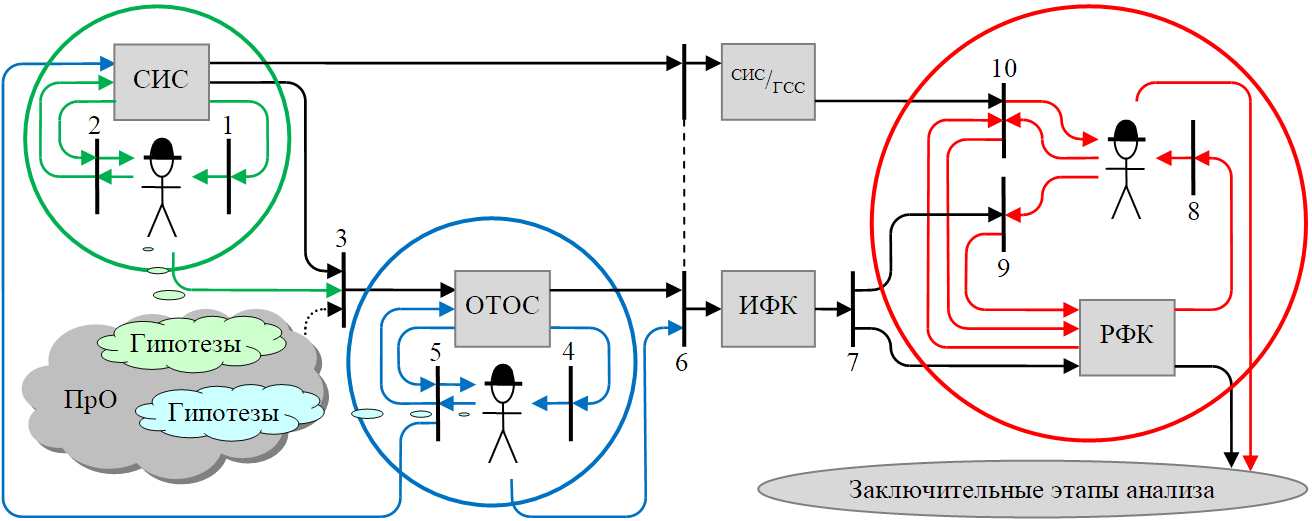 СИС
2
1
СИС/ГСС
10
8
9
3
ОТОС
ИФК
РФК
Гипотезы
ПрО
Гипотезы
5
4
6
7
Заключительные этапы анализа